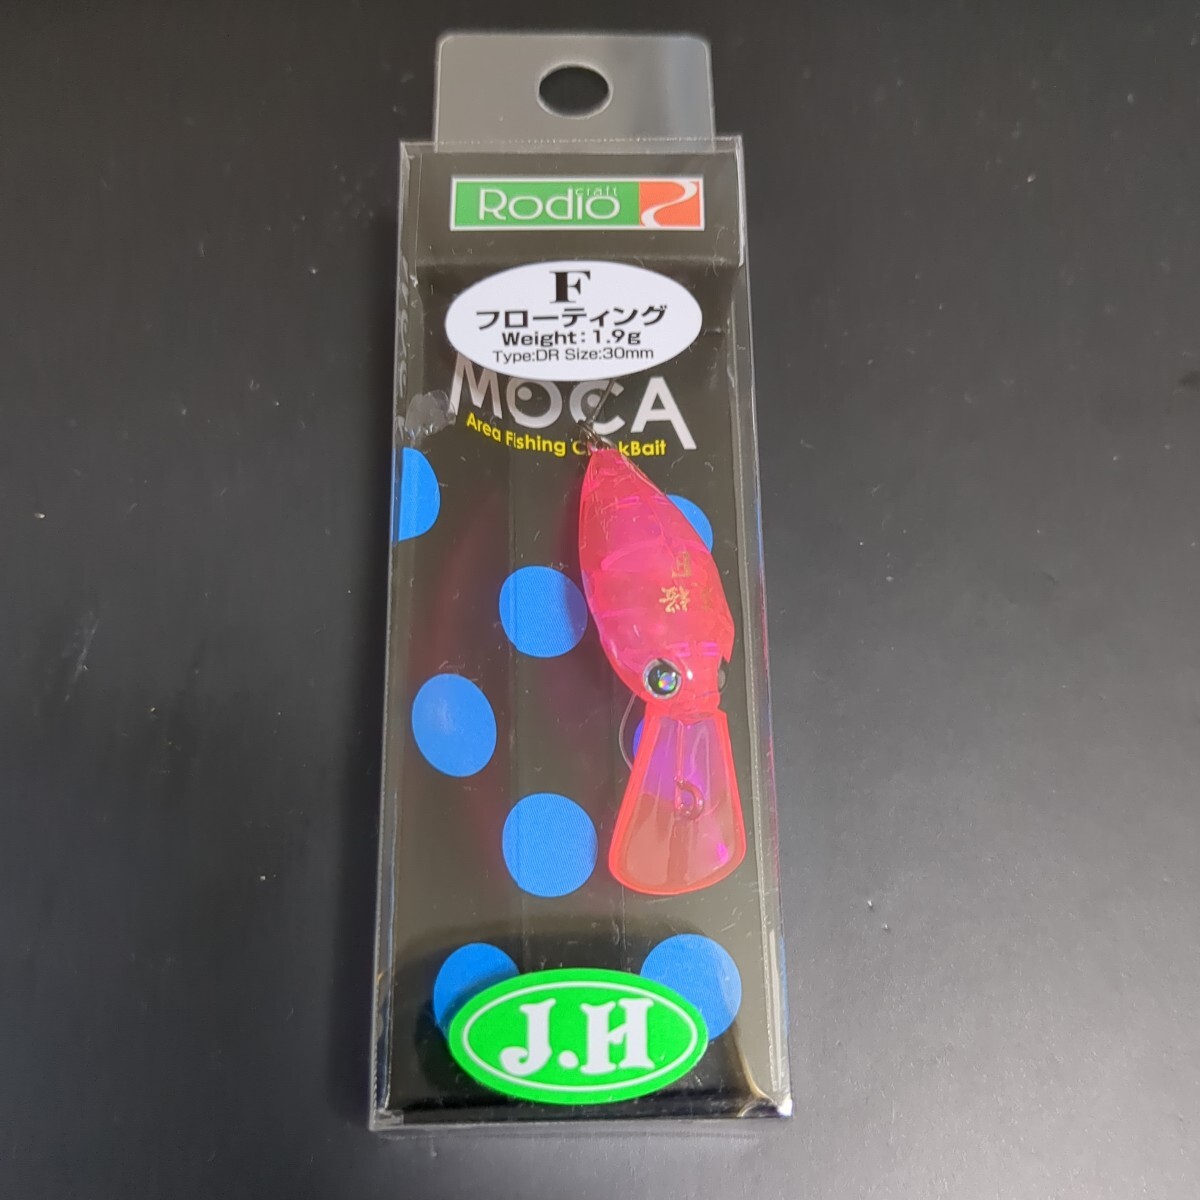 Rodio craft
F
フローティング
Weight：1.9g
Type:DR Size:30mm
MOCA
Area Fishing C kBait
J.H